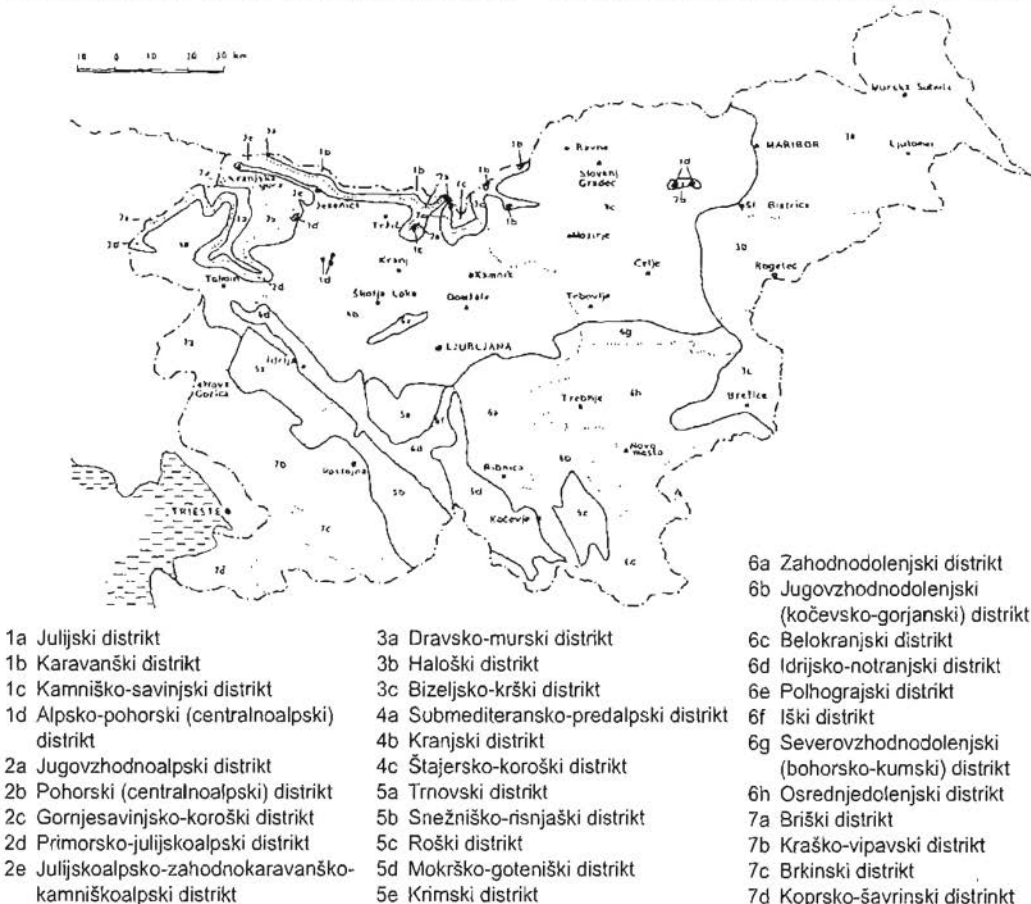 10 0 10 20 30 km
Murska Sobota
Ravne
MARIBOR
Ljutomer
Slovenj
Gradec
Kranjska
gora
Jesenice
Bistrica
Tržič
Mozirje
Rogatec
Kranj
Celje
Kamnik
Tolmin
Škofja Loka
Domžale
Trbovlje
LJUBLJANA
Idrija
Nova
Gorica
Trebnje
Brežice
Novo
mesto
Postojna
Ribnica
TRIESTE
Kočevje
1a Julijski distrikt
1b Karavanški distrikt
1c Kamniško-savinjski distrikt
1d Alpsko-pohorski (centralnoalpski)
distrikt
2a Jugovzhodnoalpski distrikt
2b Pohorski (centralnoalpski) distrikt
2c Gornjesavinjsko-koroški distrikt
2d Primorsko-julijskoalpski distrikt
2e Julijskoalpsko-zahodnokaravanško-
kamniškoalpski distrikt
3a Dravsko-murski distrikt
3b Haloški distrikt
3c Bizeljsko-krški distrikt
4a Submediteransko-predalpski distrikt
4b Kranjski distrikt
4c Štajersko-koroški distrikt
5a Trnovski distrikt
5b Snežniško-risnjaški distrikt
5c Roški distrikt
5d Mokrško-goteniški distrikt
5e Krimski distrikt
6a Zahodnodolenjski distrikt
6b Jugovzhodnodolenjski
(kočevsko-gorjanski) distrikt
6c Belokranjski distrikt
6d Idrijsko-notranjski distrikt
6e Polhograjski distrikt
6f Iški distrikt
6g Severovzhodnodolenjski
(bohorsko-kumski) distrikt
6h Osrednjedolenjski distrikt
7a Briški distrikt
7b Kraško-vipavski distrikt
7c Brkinski distrikt
7d Koprsko-šavrinski distrinkt